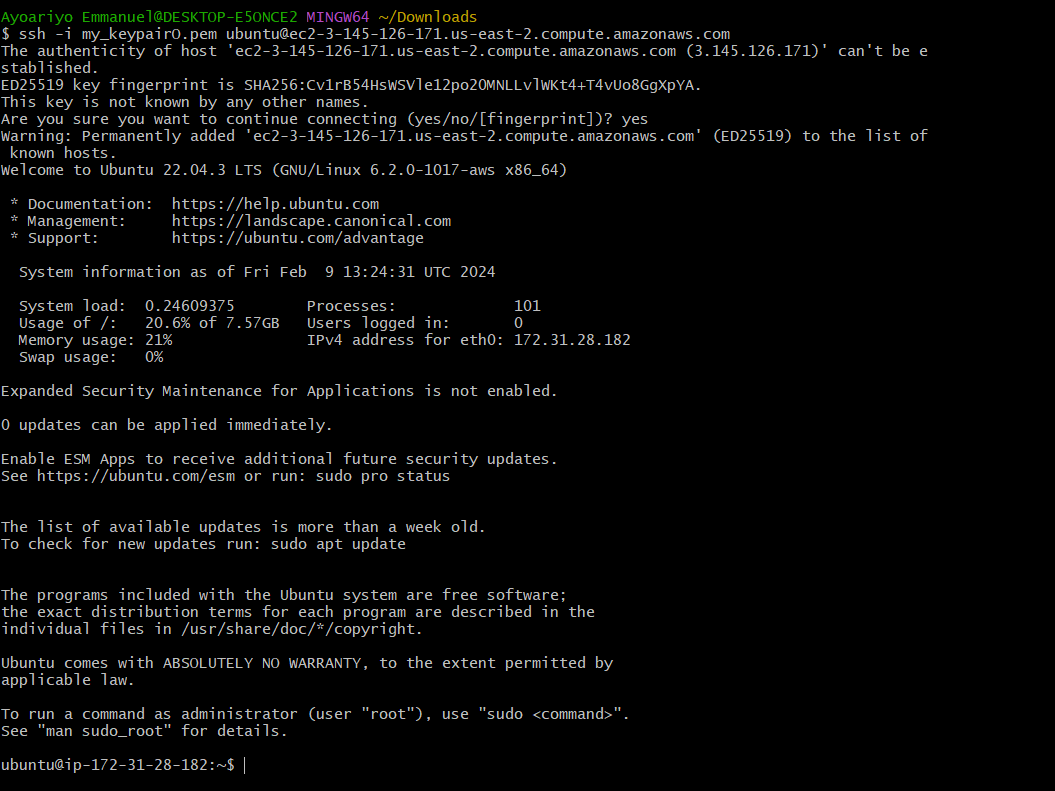 Ayoariyo Emmanuel@DESKTOP-E5ONCE2 MINGW64 ~/Downloads
$ ssh -i my_keypair0.pem ubuntu@ec2-3-145-126-171.us-east-2.compute.amazonaws.com
The authenticity of host 'ec2-3-145-126-171.us-east-2.compute.amazonaws.com (3.145.126.171)' can't be e
stablished.
ED25519 key fingerprint is SHA256:Cv1rB54HsWSVle12po2OMNLLvlWKt4+T4vUo8GgXpYA.
This key is not known by any other names.
Are you sure you want to continue connecting (yes/no/[fingerprint])? yes
Warning: Permanently added 'ec2-3-145-126-171.us-east-2.compute.amazonaws.com' (ED25519) to the list of
 known hosts.
Welcome to Ubuntu 22.04.3 LTS (GNU/Linux 6.2.0-1017-aws x86_64)

 * Documentation:  https://help.ubuntu.com
 * Management:     https://landscape.canonical.com
 * Support:        https://ubuntu.com/advantage

  System information as of Fri Feb  9 13:24:31 UTC 2024

  System load:  0.24609375        Processes:             101
  Usage of /:   20.6% of 7.57GB   Users logged in:       0
  Memory usage: 21%               IPv4 address for eth0: 172.31.28.182
  Swap usage:   0%

Expanded Security Maintenance for Applications is not enabled.

0 updates can be applied immediately.

Enable ESM Apps to receive additional future security updates.
See https://ubuntu.com/esm or run: sudo pro status


The list of available updates is more than a week old.
To check for new updates run: sudo apt update


The programs included with the Ubuntu system are free software;
the exact distribution terms for each program are described in the
individual files in /usr/share/doc/*/copyright.

Ubuntu comes with ABSOLUTELY NO WARRANTY, to the extent permitted by
applicable law.

To run a command as administrator (user "root"), use "sudo <command>".
See "man sudo_root" for details.

ubuntu@ip-172-31-28-182:~$